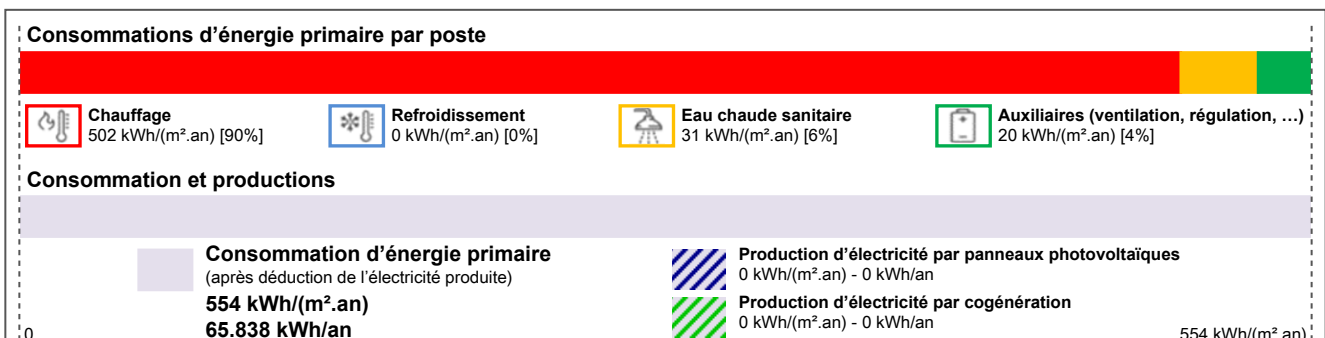 Consommations d'énergie primaire par poste
Chauffage
502 kWh/(m².an) [90%]
Refroidissement
0 kWh/(m².an) [0%]
Eau chaude sanitaire
31 kWh/(m².an) [6%]
Auxiliaires (ventilation, régulation, …)
20 kWh/(m².an) [4%]
Consommation et productions
Consommation d'énergie primaire
(après déduction de l'électricité produite)
554 kWh/(m².an)
65.838 kWh/an
Production d'électricité par panneaux photovoltaïques
0 kWh/(m².an) - 0 kWh/an
Production d'électricité par cogénération
0 kWh/(m².an) - 0 kWh/an
0
554 kWh/(m².an)